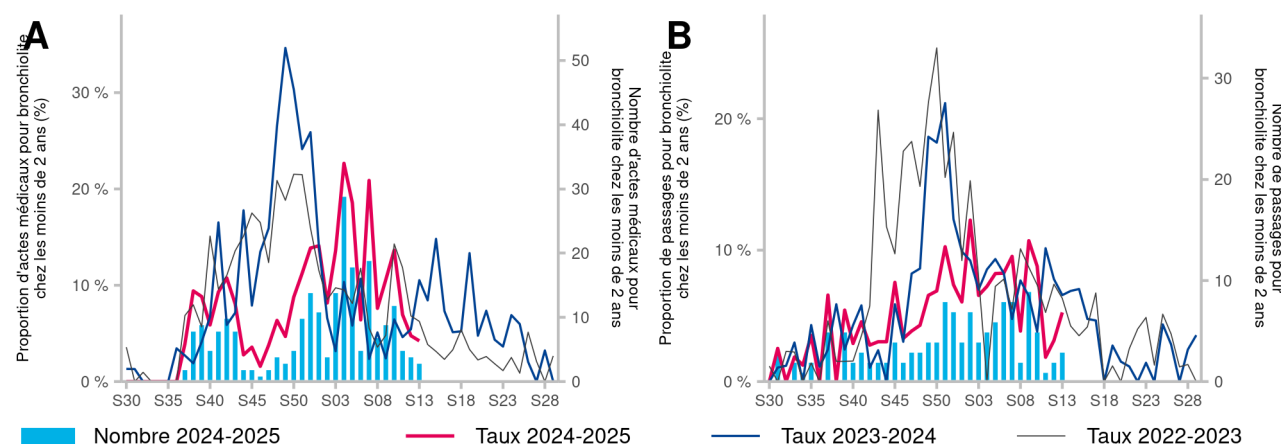 A
Proportion d'actes médicaux pour bronchiolite
chez les moins de 2 ans (%)
30 %
20 %
10 %
0 %
50
40
30
20
10
0
Nombre d'actes médicaux pour
bronchiolite chez les moins de 2 ans
S30 S35 S40 S45 S50 S03 S08 S13 S18 S23 S28
B
Proportion de passages pour bronchiolite
chez les moins de 2 ans (%)
20 %
10 %
0 %
30
20
10
0
Nombre de passages pour
bronchiolite chez les moins de 2 ans
S30 S35 S40 S45 S50 S03 S08 S13 S18 S23 S28
Nombre 2024-2025 Taux 2024-2025 Taux 2023-2024 Taux 2022-2023